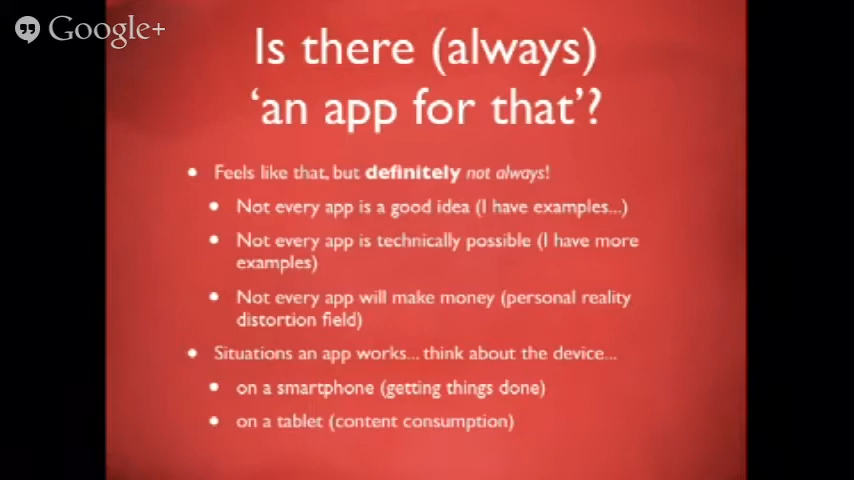 Google+
Is there (always)
‘an app for that’?
• Feels like that, but definitely not always!
• Not every app is a good idea (I have examples...)
• Not every app is technically possible (I have more
examples)
• Not every app will make money (personal reality
distortion field)
• Situations an app works... think about the device...
• on a smartphone (getting things done)
• on a tablet (content consumption)